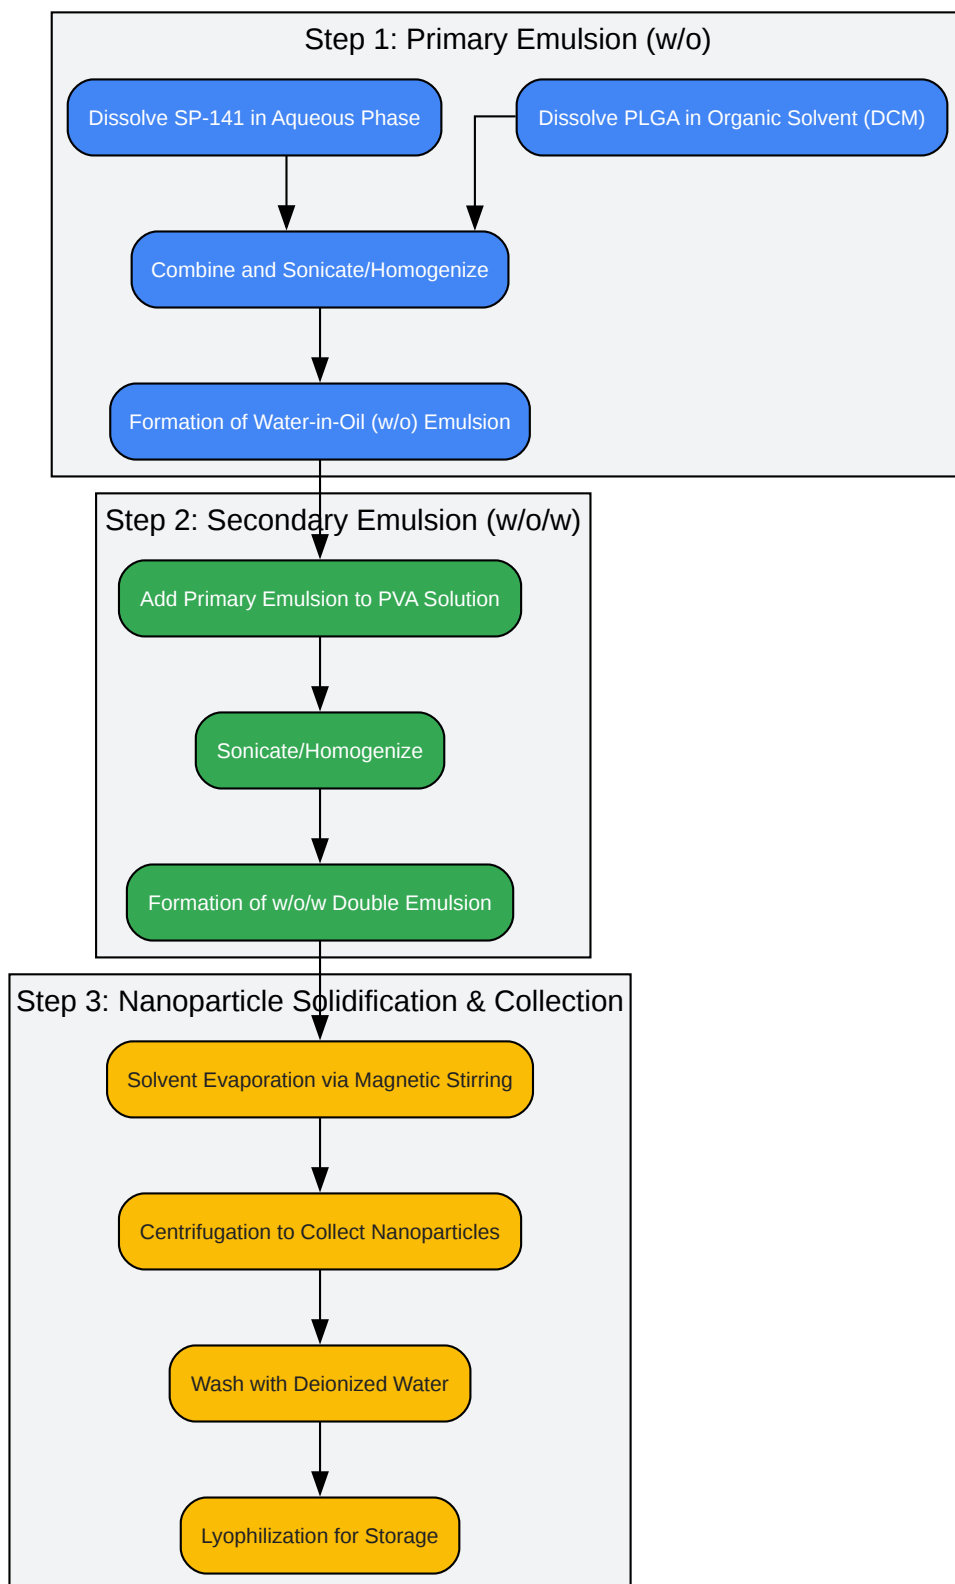 Step 1: Primary Emulsion (w/o)
Dissolve SP-141 in Aqueous Phase
Dissolve PLGA in Organic Solvent (DCM)
Combine and Sonicate/Homogenize
Formation of Water-in-Oil (w/o) Emulsion
Step 2: Secondary Emulsion (w/o/w)
Add Primary Emulsion to PVA Solution
Sonicate/Homogenize
Formation of w/o/w Double Emulsion
Step 3: Nanoparticle Solidification & Collection
Solvent Evaporation via Magnetic Stirring
Centrifugation to Collect Nanoparticles
Wash with Deionized Water
Lyophilization for Storage